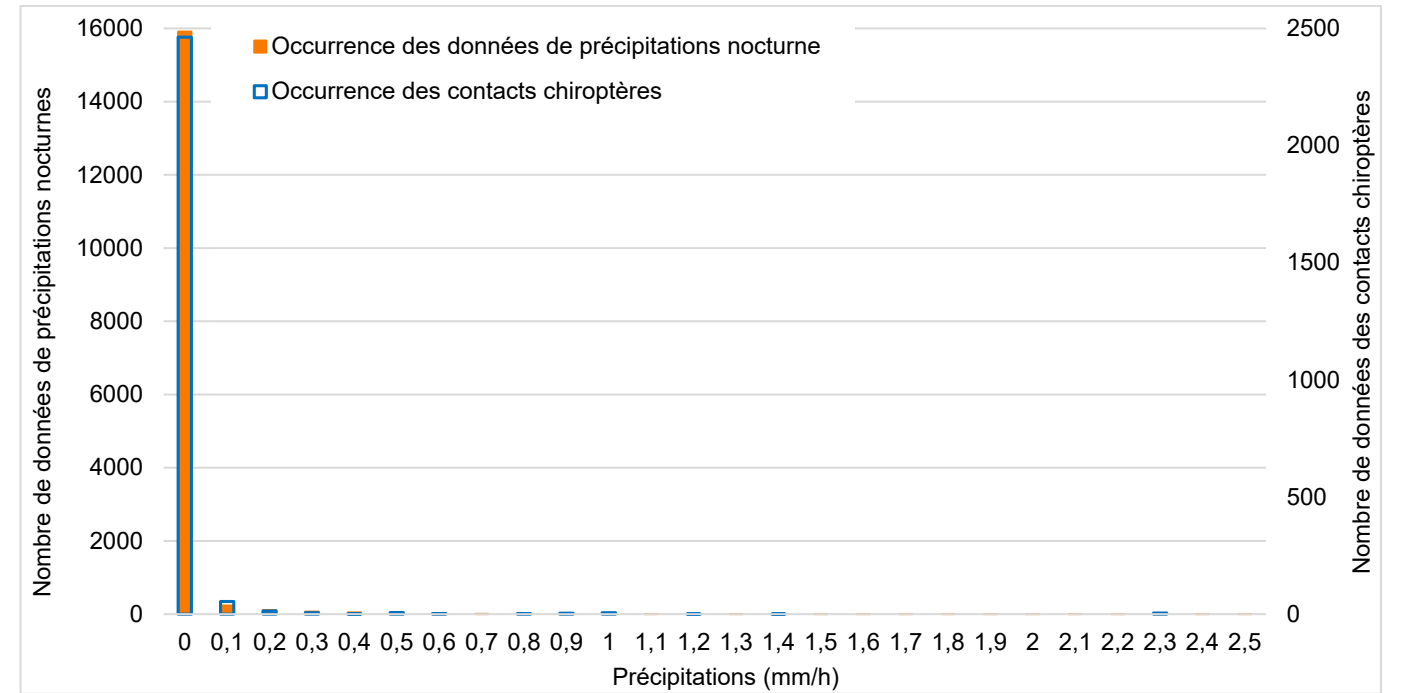 Occurrence des données de précipitations nocturne
Occurrence des contacts chiroptères
Nombre de données de précipitations nocturnes
16000
14000
12000
10000
8000
6000
4000
2000
0
2500
2000
1500
1000
500
0
Nombre de données des contacts chiroptères
0 0,1 0,2 0,3 0,4 0,5 0,6 0,7 0,8 0,9 1 1,1 1,2 1,3 1,4 1,5 1,6 1,7 1,8 1,9 2 2,1 2,2 2,3 2,4 2,5
Précipitations (mm/h)